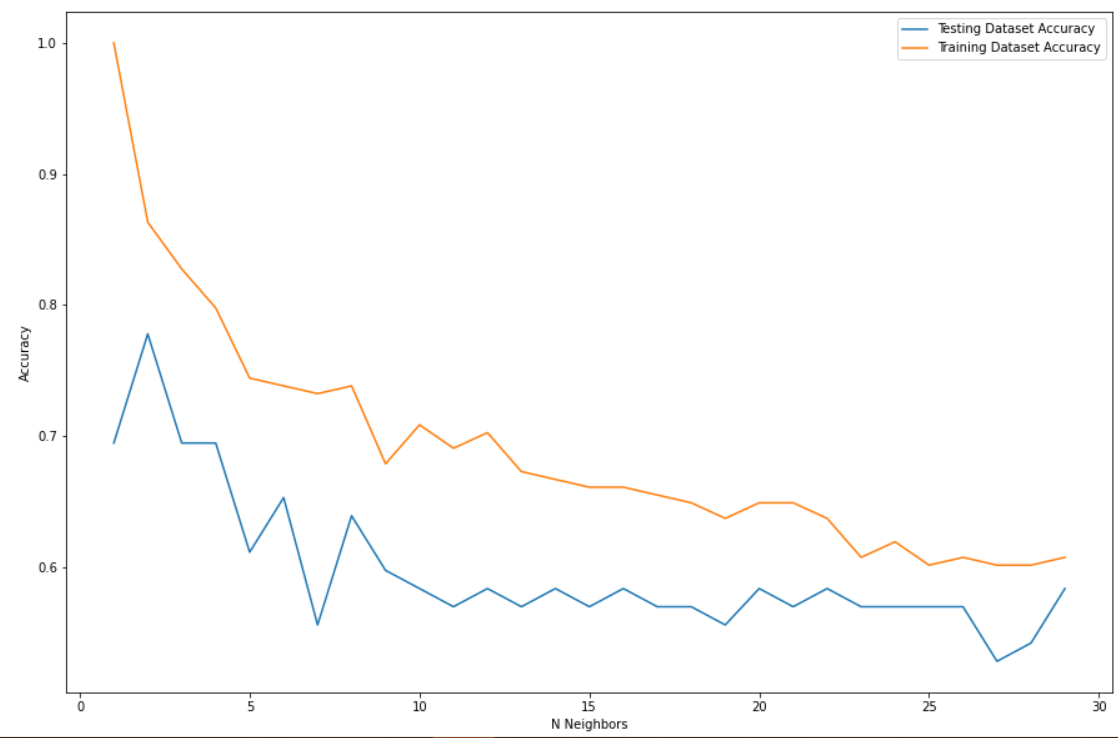 Testing Dataset Accuracy
Training Dataset Accuracy
1.0
0.9
0.8
0.7
0.6
Accuracy
0 5 10 15 20 25 30
N Neighbors